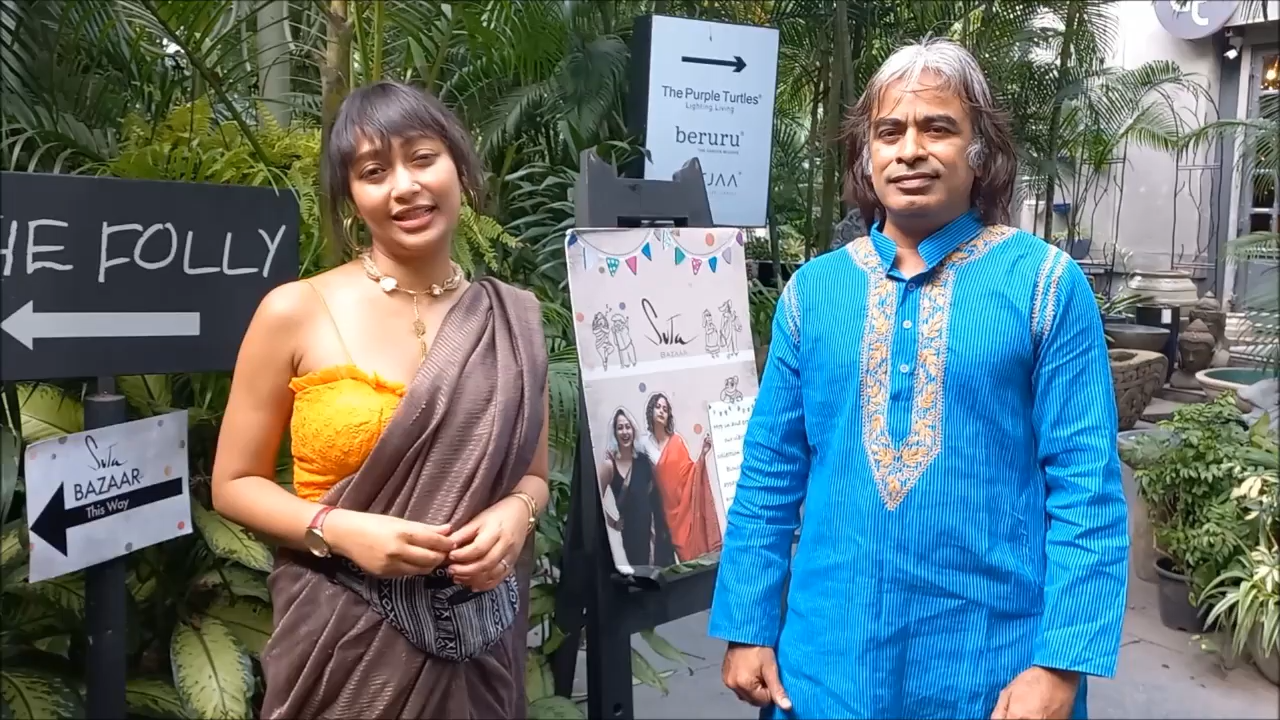 HE FOLLY
Suta
BAZAAR
This Way
The Purple Turtles®
Lighting Living
beruru®
Suta
BAZAAR